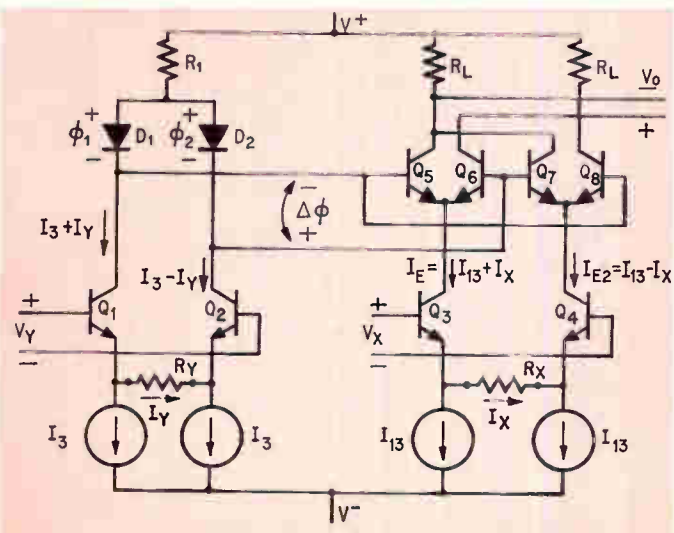 V+
R1
RL
RL
Vo
+
+
+
ϕ1
D1
ϕ2
D2
−
−
Q5
Q6
Q7
Q8
−
Δϕ
+
I3+IY
I3−IY
IE=
I13+IX
IE2=I13−IX
+
Q1
Q2
+
Q3
Q4
VY
VX
−
−
RY
RX
IY
IX
I3
I3
I13
I13
V−